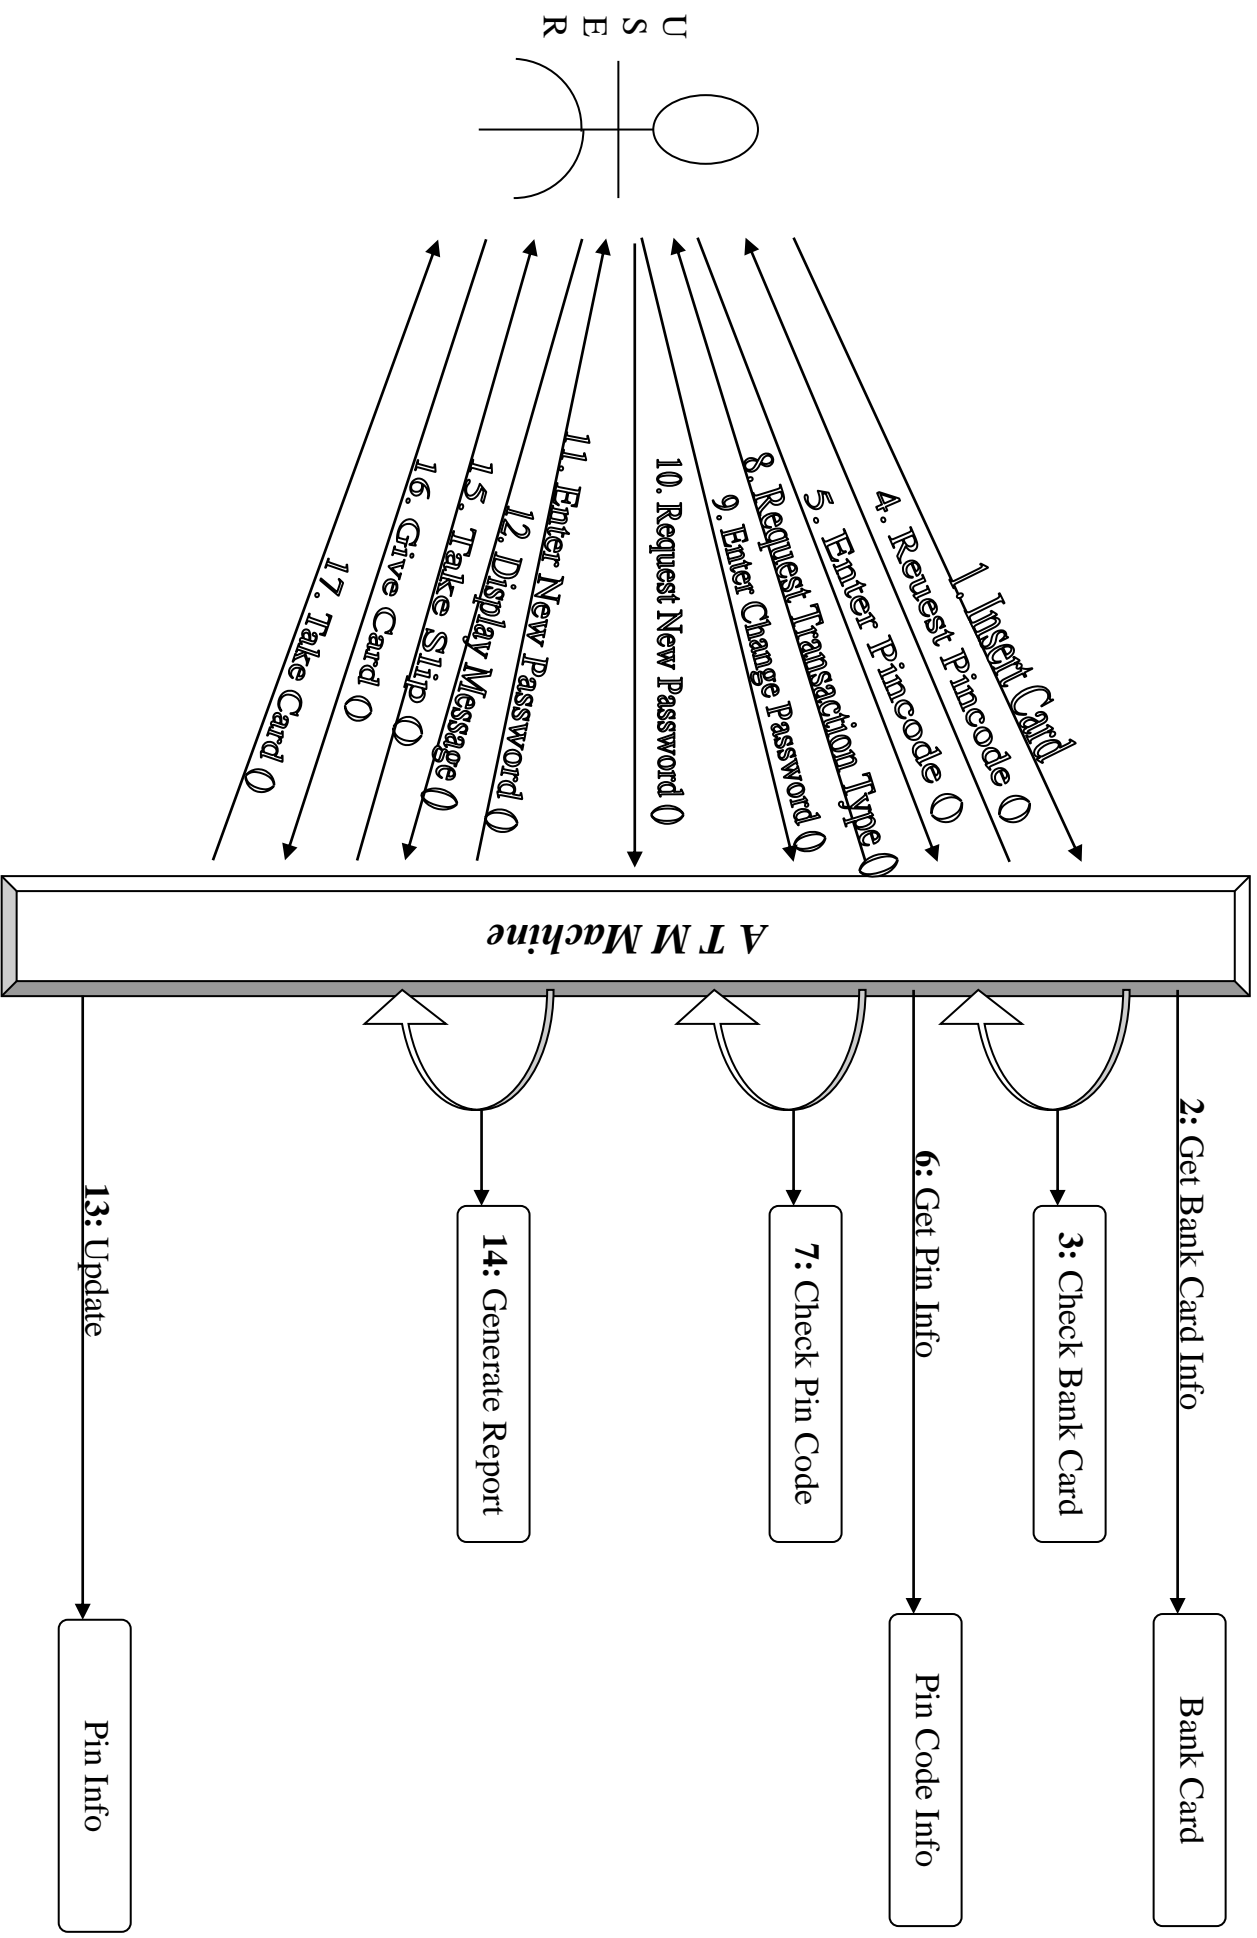 U
S
E
R
1. Insert Card
4. Reuest Pincode ()
5. Enter Pincode ()
8. Request Transaction Type ()
9. Enter Change Password ()
10. Request New Password ()
11. Enter New Password ()
12. Display Message ()
15. Take Slip ()
16. Give Card ()
17. Take Card ()
A T M Machine
2: Get Bank Card Info
Bank Card
3: Check Bank Card
6: Get Pin Info
Pin Code Info
7: Check Pin Code
14: Generate Report
13: Update
Pin Info